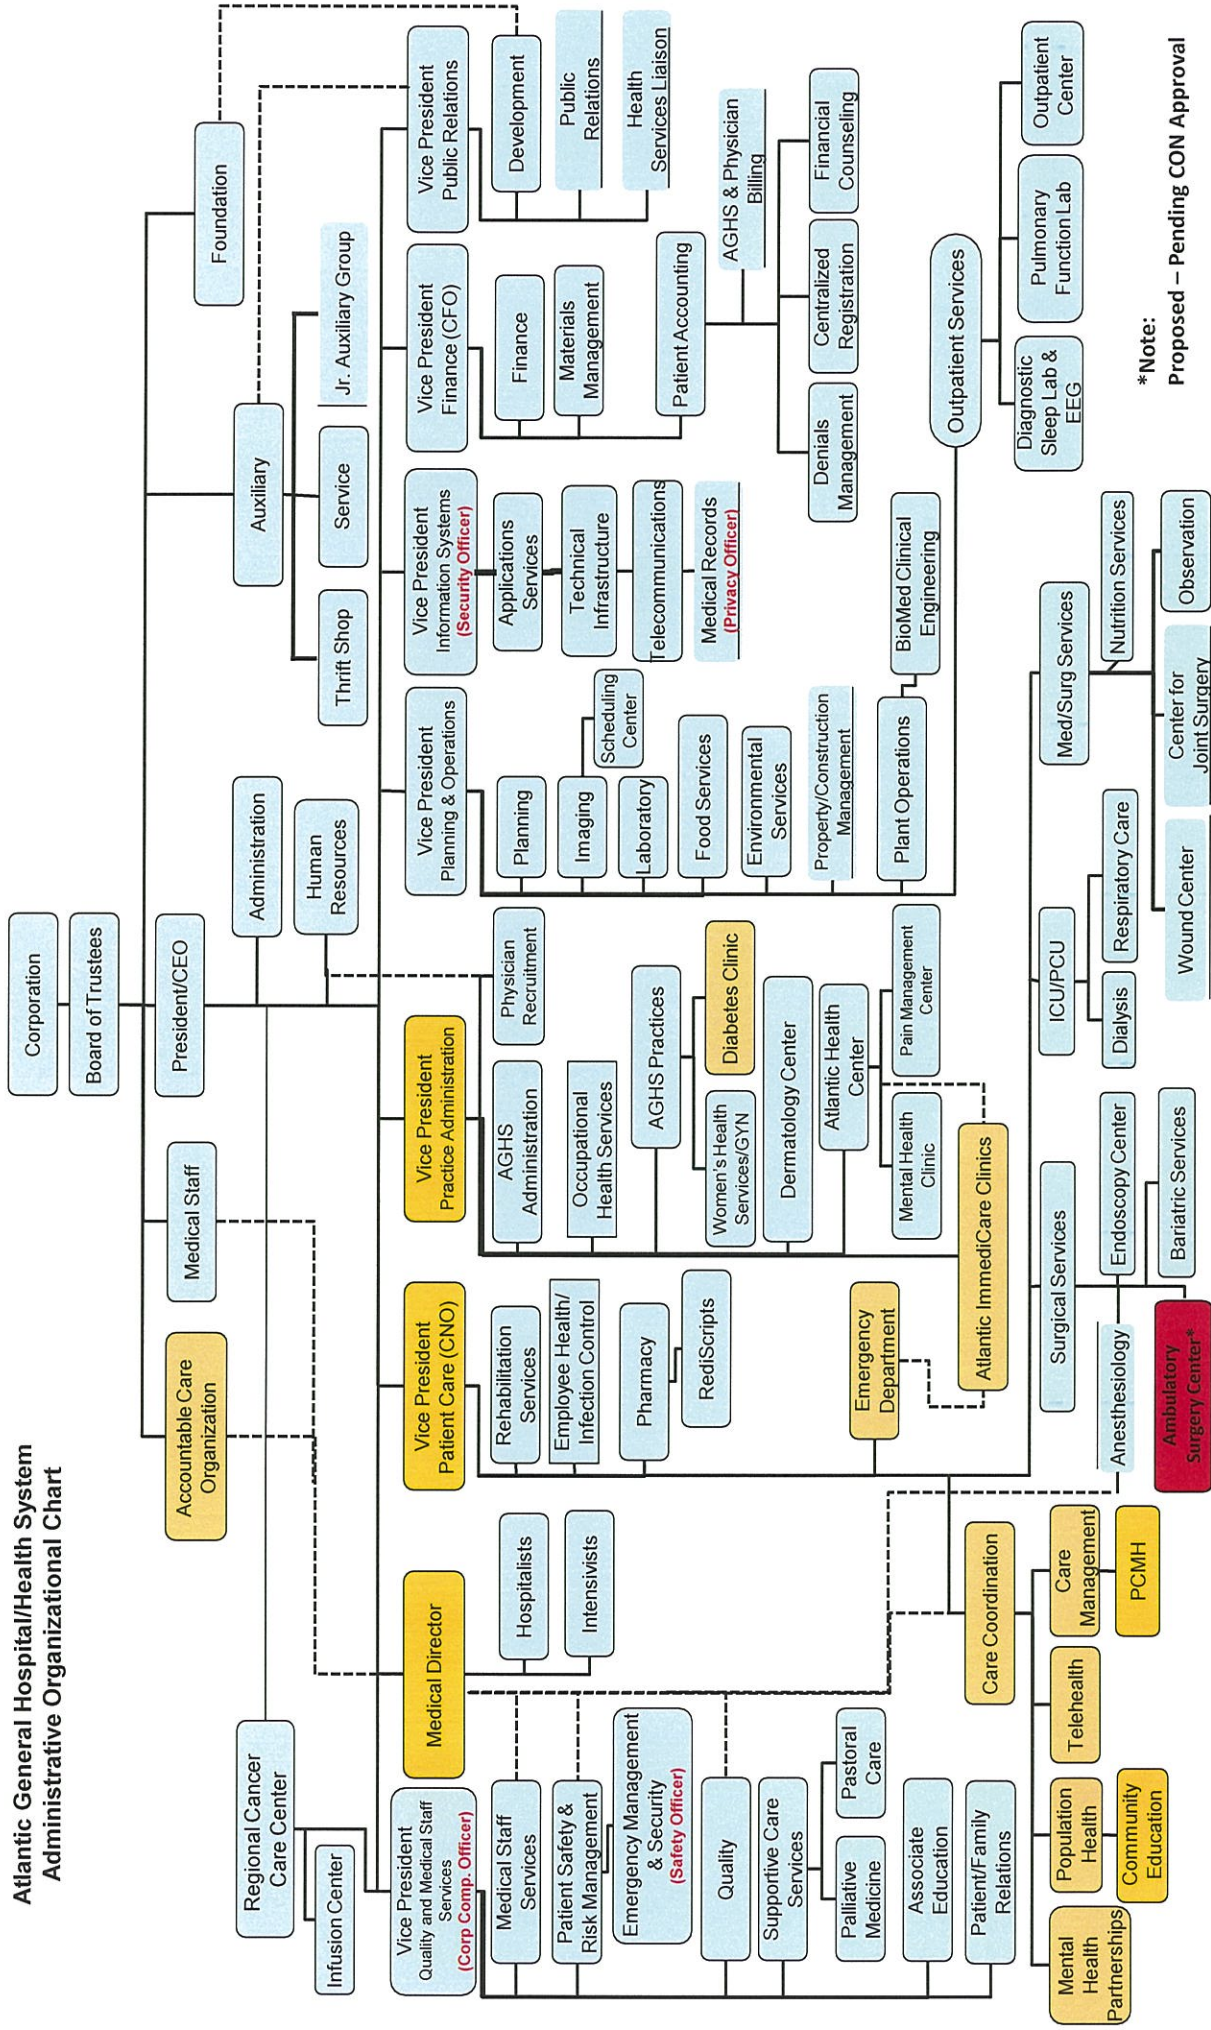 Atlantic General Hospital/Health System
Administrative Organizational Chart
Corporation
Board of Trustees
President/CEO
Accountable Care
Organization
Medical Staff
Foundation
Administration
Human
Resources
Auxiliary
Thrift Shop
Service
Jr. Auxiliary Group
Regional Cancer
Care Center
Infusion Center
Vice President
Quality and Medical Staff
Services
(Corp Comp. Officer)
Medical Staff
Services
Patient Safety &
Risk Management
Emergency Management
& Security
(Safety Officer)
Quality
Supportive Care
Services
Palliative
Medicine
Pastoral
Care
Associate
Education
Patient/Family
Relations
Medical Director
Hospitalists
Intensivists
Vice President
Patient Care (CNO)
Rehabilitation
Services
Employee Health/
Infection Control
Pharmacy
RediScripts
Emergency
Department
Vice President
Practice Administration
Physician
Recruitment
AGHS
Administration
Occupational
Health Services
AGHS Practices
Women's Health
Services/GYN
Diabetes Clinic
Dermatology Center
Atlantic Health
Center
Mental Health
Clinic
Pain Management
Center
Atlantic ImmediCare Clinics
Vice President
Planning & Operations
Planning
Imaging
Scheduling
Center
Laboratory
Food Services
Environmental
Services
Property/Construction
Management
Plant Operations
BioMed Clinical
Engineering
Vice President
Information Systems
(Security Officer)
Applications
Services
Technical
Infrastructure
Telecommunications
Medical Records
(Privacy Officer)
Vice President
Finance (CFO)
Finance
Materials
Management
Patient Accounting
AGHS & Physician
Billing
Denials
Management
Centralized
Registration
Financial
Counseling
Vice President
Public Relations
Development
Public
Relations
Health
Services Liaison
Outpatient Services
Diagnostic
Sleep Lab &
EEG
Pulmonary
Function Lab
Outpatient
Center
Care Coordination
Mental
Health
Partnerships
Population
Health
Community
Education
Telehealth
Care
Management
PCMH
Surgical Services
Anesthesiology
Endoscopy Center
Ambulatory
Surgery Center*
Bariatric Services
ICU/PCU
Dialysis
Respiratory Care
Med/Surg Services
Nutrition Services
Wound Center
Center for
Joint Surgery
Observation
*Note:
Proposed – Pending CON Approval